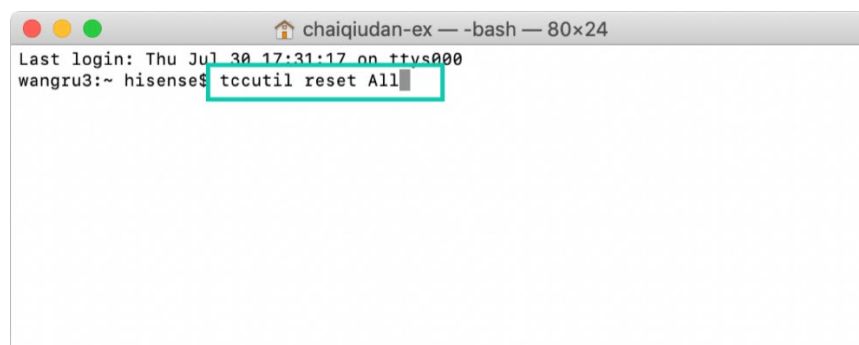 chaiqiudan-ex — -bash — 80×24
Last login: Thu Jul 30 17:31:17 on ttys000
wangru3:~ hisense$ tccutil reset All